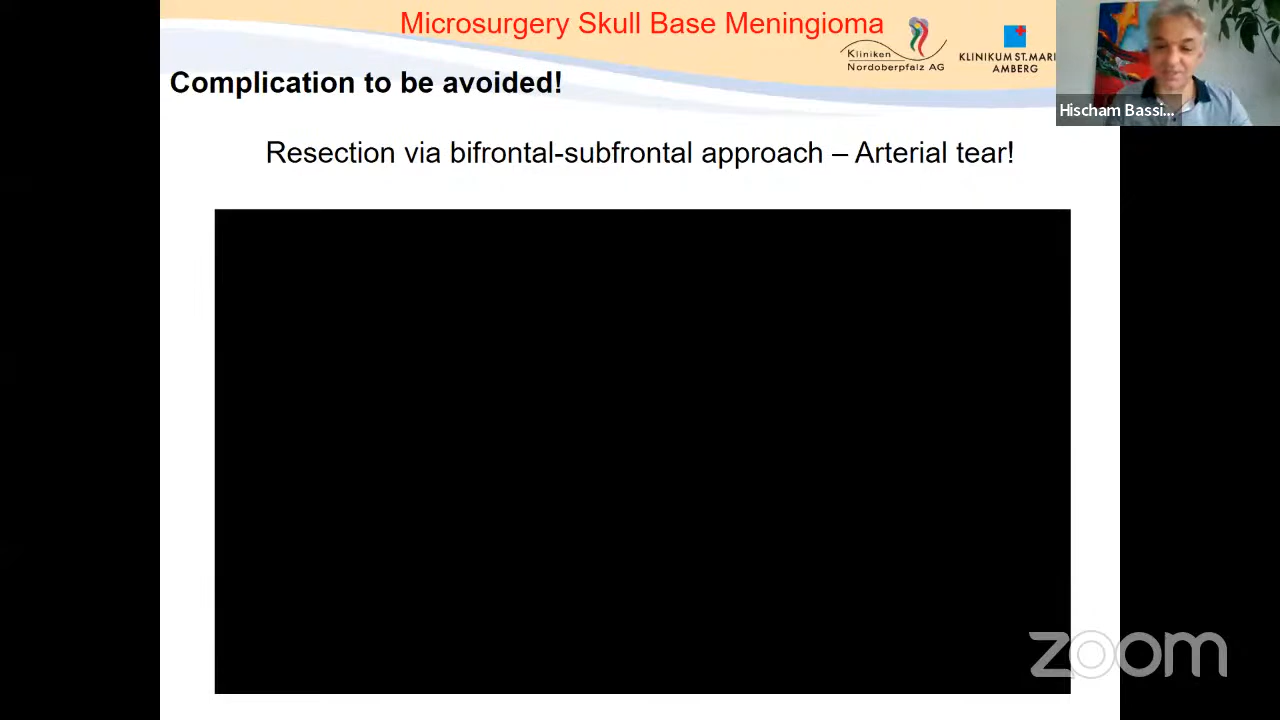 Microsurgery Skull Base Meningioma
Kliniken
Nordoberpfalz AG
KLINIKUM ST.MARI
AMBERG
Complication to be avoided!
Hischam Bassi...
Resection via bifrontal-subfrontal approach – Arterial tear!
zoom